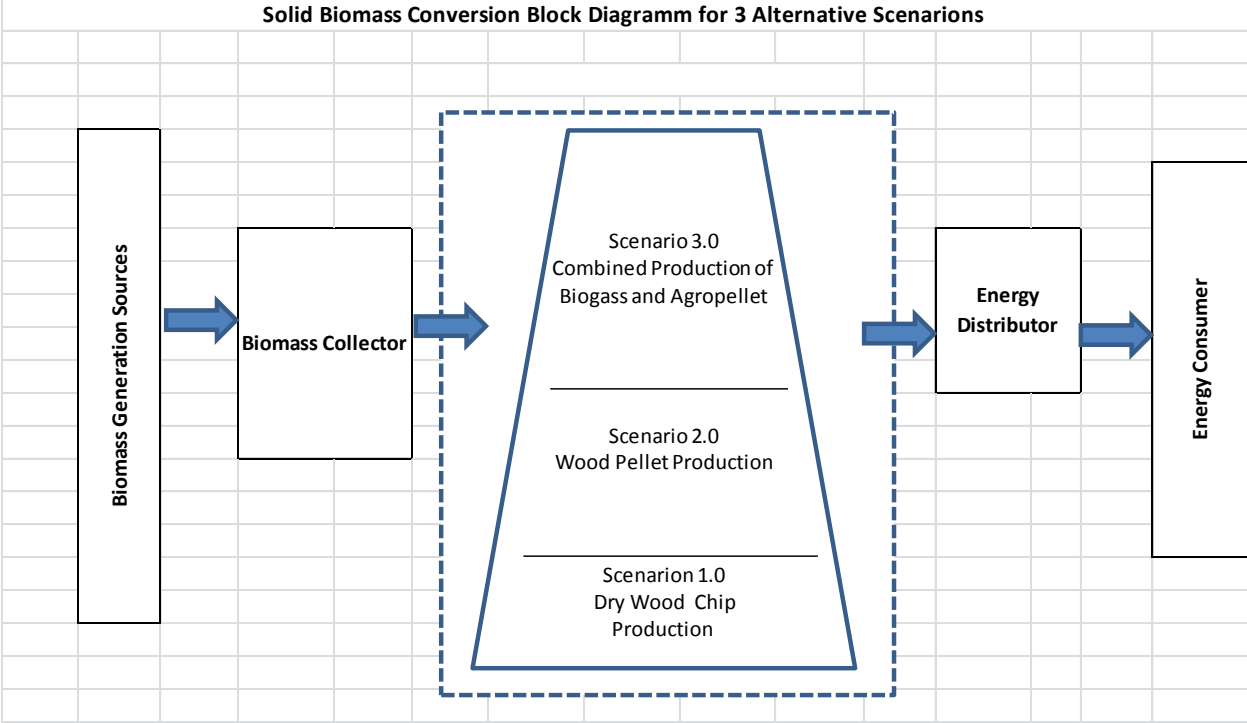 Solid Biomass Conversion Block Diagramm for 3 Alternative Scenarions
Biomass Generation Sources
Biomass Collector
Scenario 3.0
Combined Production of
Biogass and Agropellet
Scenario 2.0
Wood Pellet Production
Scenarion 1.0
Dry Wood Chip
Production
Energy
Distributor
Energy Consumer